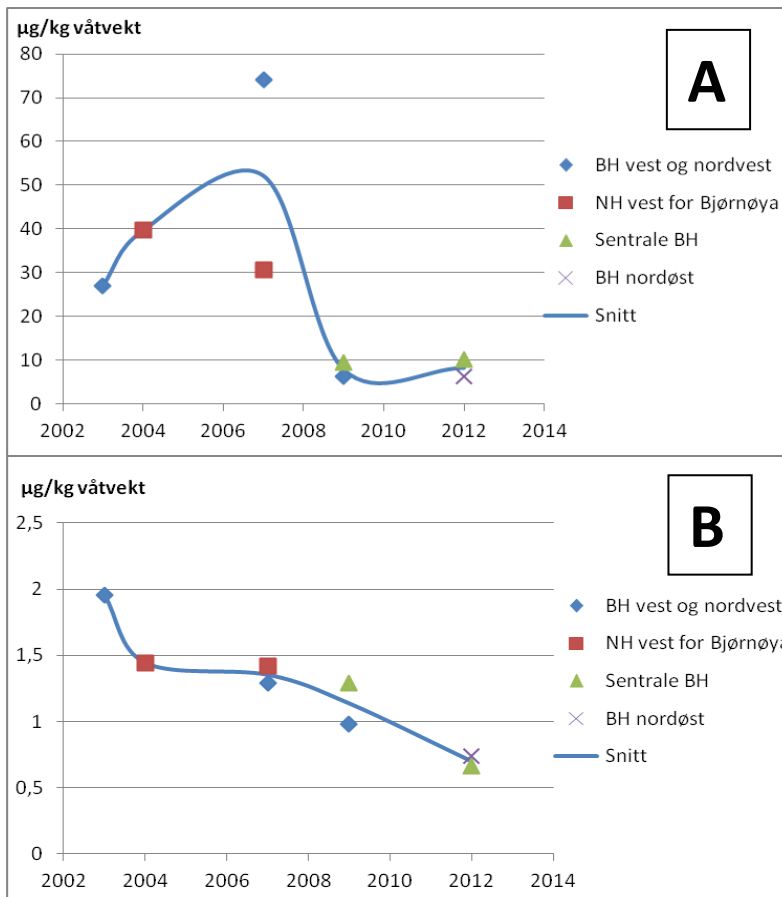 µg/kg våtvekt
A
80
70
60
50
40
30
20
10
0
2002 2004 2006 2008 2010 2012 2014
BH vest og nordvest
NH vest for Bjørnøya
Sentrale BH
BH nordøst
Snitt
µg/kg våtvekt
B
2,5
2
1,5
1
0,5
0
2002 2004 2006 2008 2010 2012 2014
BH vest og nordvest
NH vest for Bjørnøya
Sentrale BH
BH nordøst
Snitt